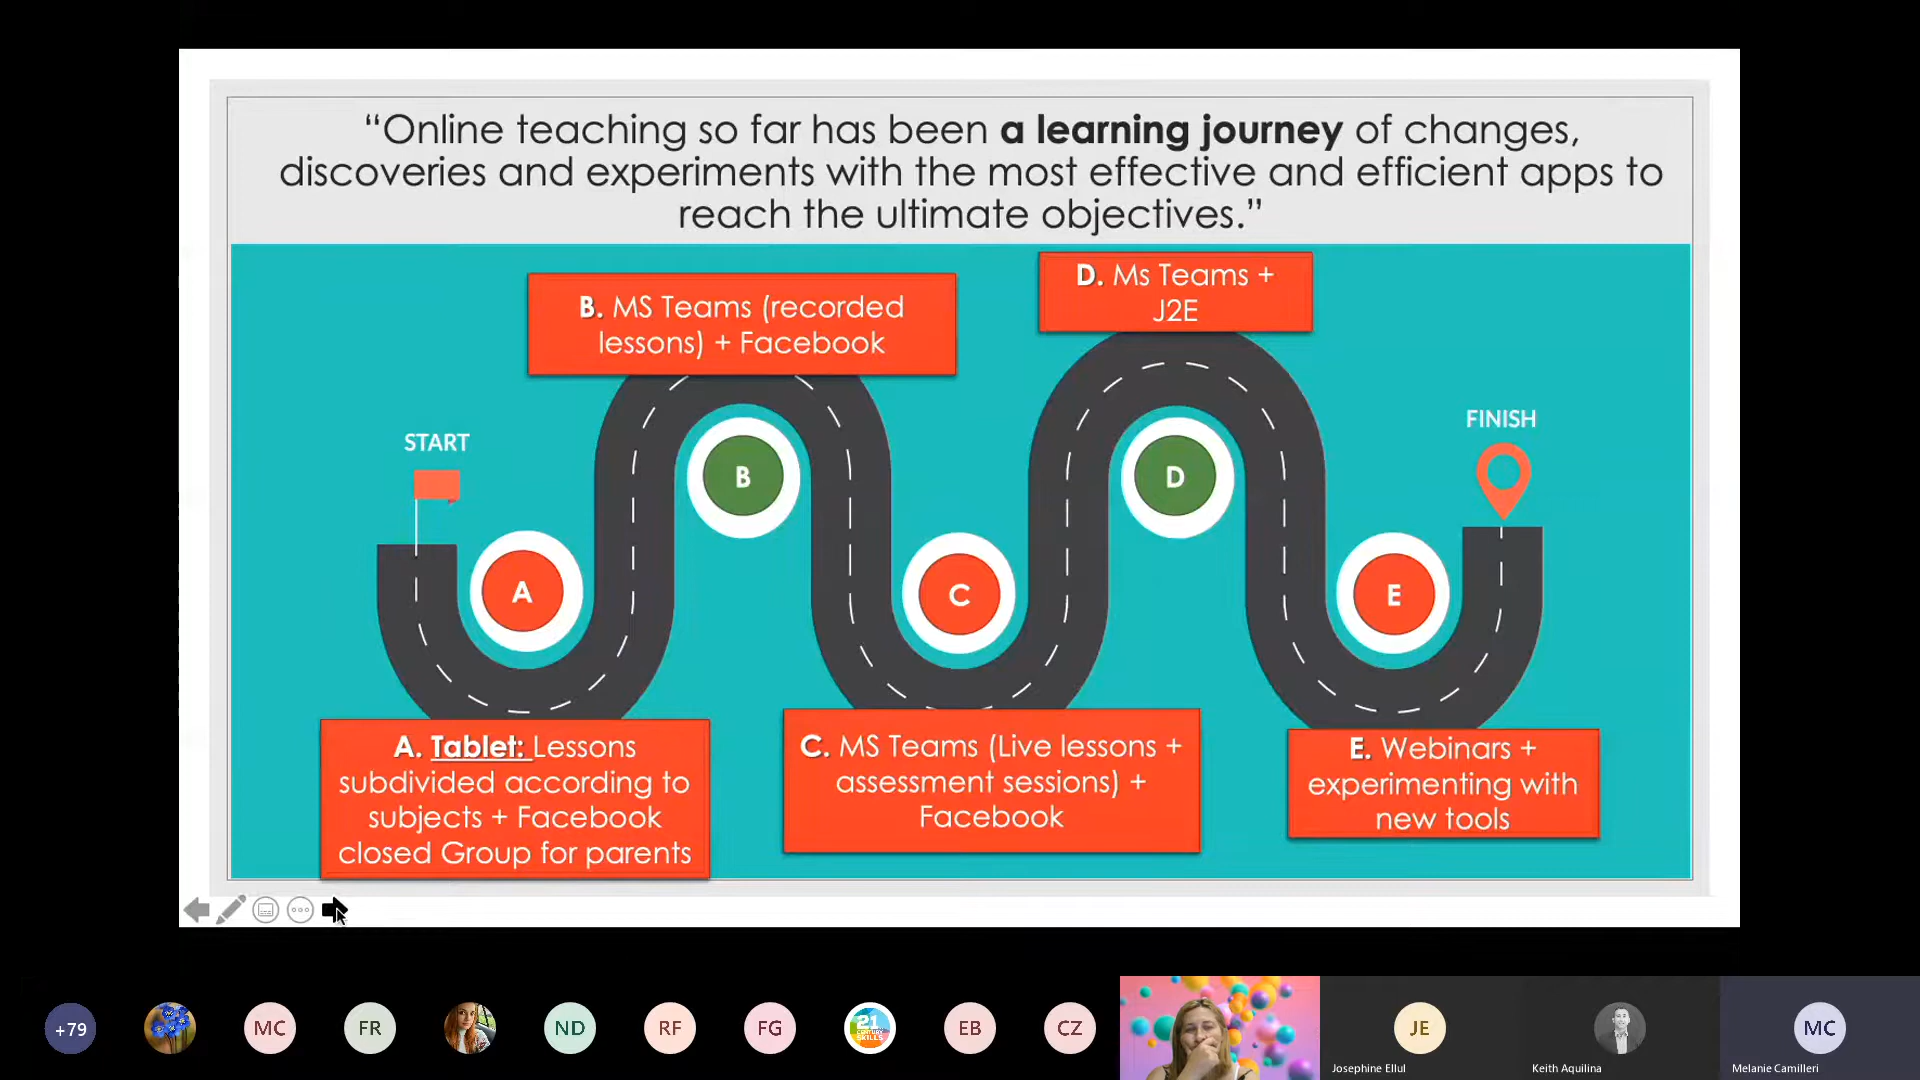 “Online teaching so far has been a learning journey of changes,
discoveries and experiments with the most effective and efficient apps to
reach the ultimate objectives.”
D. Ms Teams +
J2E
B. MS Teams (recorded
lessons) + Facebook
START
FINISH
A
B
C
D
E
A. Tablet: Lessons
subdivided according to
subjects + Facebook
closed Group for parents
C. MS Teams (Live lessons +
assessment sessions) +
Facebook
E. Webinars +
experimenting with
new tools
+79
MC
FR
ND
RF
FG
21
CENTURY
SKILLS
EB
CZ
JE
Josephine Ellul
Keith Aquilina
MC
Melanie Camilleri